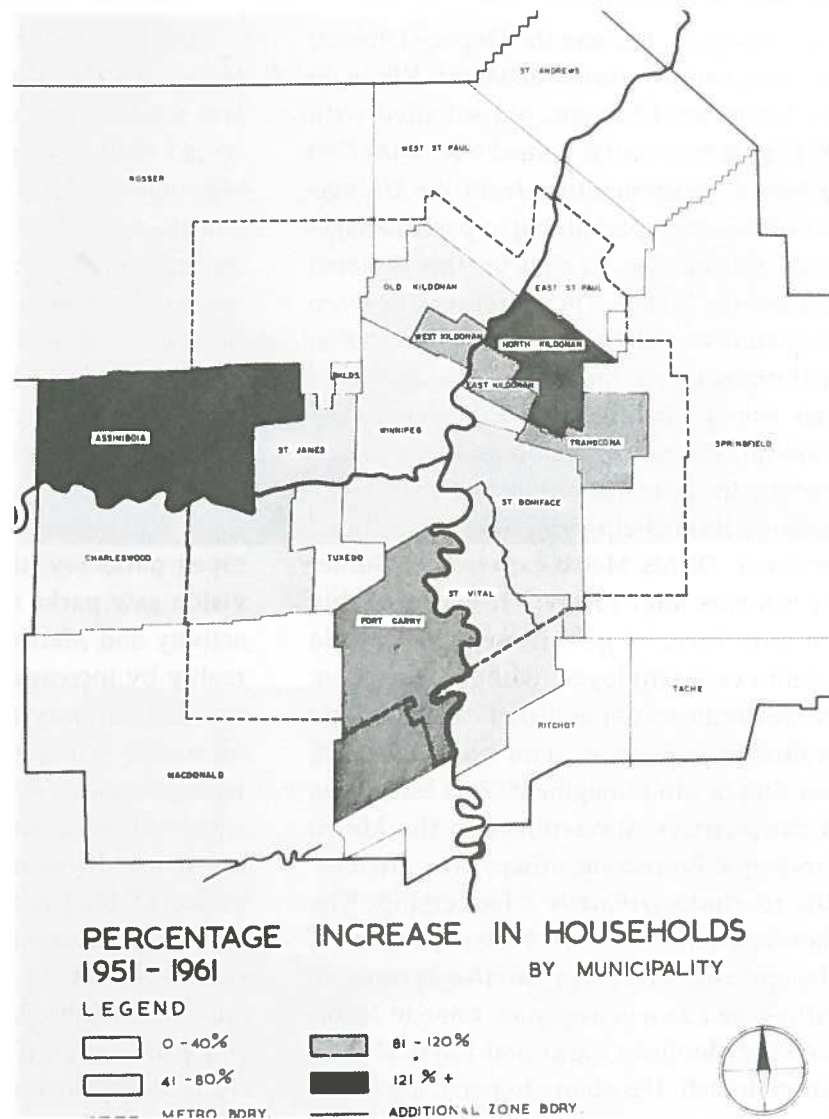 ST ANDREWS
WEST ST PAUL
ROSSER
OLD KILDONAN
EAST ST PAUL
WEST KILDONAN
NORTH KILDONAN
EAST KILDONAN
BKLDS.
ASSINIBOIA
ST. JAMES
WINNIPEG
TRANSCONA
SPRINGFIELD
ST. BONIFACE
CHARLESWOOD
TUXEDO
ST. VITAL
FORT GARRY
TACHE
RITCHOT
MACDONALD
PERCENTAGE INCREASE IN HOUSEHOLDS
1951 - 1961 BY MUNICIPALITY
LEGEND
0 - 40% 81 - 120%
41 - 80% 121 % +
METRO BDRY. ADDITIONAL ZONE BDRY.